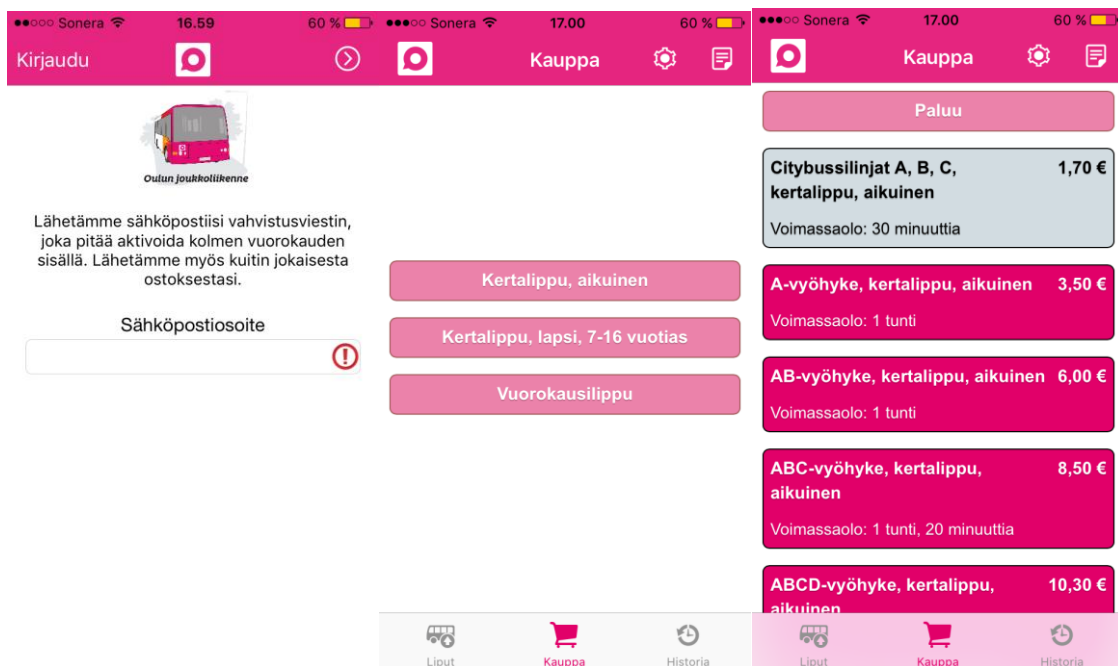 Sonera 16.59 60 %
Kirjaudu
Oulun joukkoliikenne
Lähetämme sähköpostiisi vahvistusviestin,
joka pitää aktivoida kolmen vuorokauden
sisällä. Lähetämme myös kuitin jokaisesta
ostoksestasi.
Sähköpostiosoite
Sonera 17.00 60 %
Kauppa
Kertalippu, aikuinen
Kertalippu, lapsi, 7-16 vuotias
Vuorokausilippu
Liput Kauppa Historia
Sonera 17.00 60 %
Kauppa
Paluu
Citybussilinjat A, B, C, 1,70 €
kertalippu, aikuinen
Voimassaolo: 30 minuuttia
A-vyöhyke, kertalippu, aikuinen 3,50 €
Voimassaolo: 1 tunti
AB-vyöhyke, kertalippu, aikuinen 6,00 €
Voimassaolo: 1 tunti
ABC-vyöhyke, kertalippu, 8,50 €
aikuinen
Voimassaolo: 1 tunti, 20 minuuttia
ABCD-vyöhyke, kertalippu, 10,30 €
aikuinen
Liput Kauppa Historia